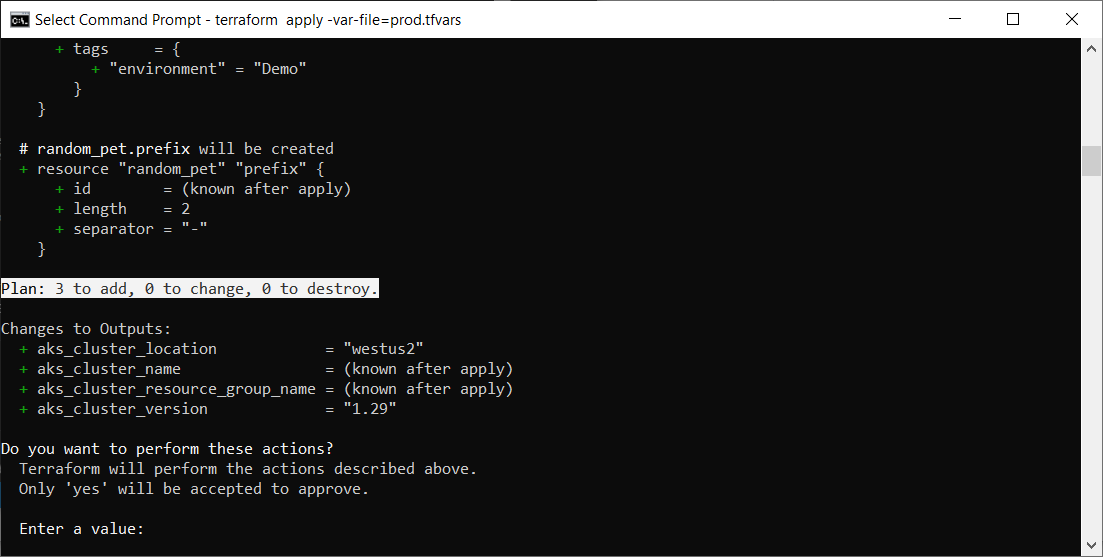 Select Command Prompt - terraform  apply -var-file=prod.tfvars
      + tags     = {
          + "environment" = "Demo"
        }
    }
  # random_pet.prefix will be created
  + resource "random_pet" "prefix" {
      + id        = (known after apply)
      + length    = 2
      + separator = "-"
    }
Plan: 3 to add, 0 to change, 0 to destroy.
Changes to Outputs:
  + aks_cluster_location            = "westus2"
  + aks_cluster_name                = (known after apply)
  + aks_cluster_resource_group_name = (known after apply)
  + aks_cluster_version             = "1.29"
Do you want to perform these actions?
  Terraform will perform the actions described above.
  Only 'yes' will be accepted to approve.
  Enter a value: